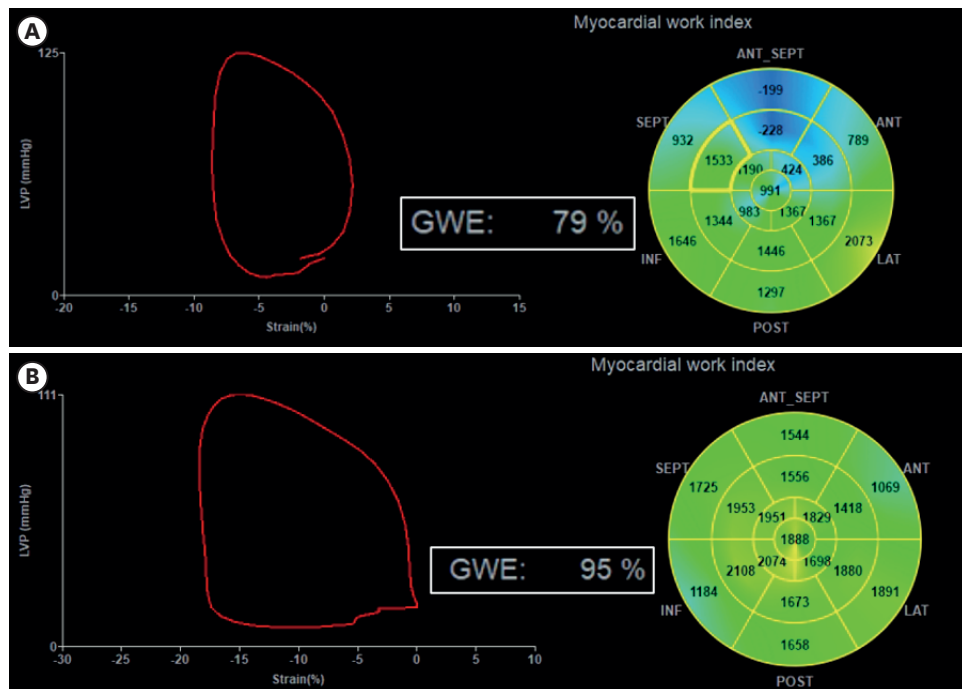 A
Myocardial work index
125
LVP (mmHg)
0
-20 -15 -10 -5 0 5 10 15
Strain(%)
GWE: 79 %
ANT_SEPT
SEPT
ANT
-199
932
789
-228
1533
386
1190
424
991
1344
983
1367
1367
1646
2073
1446
INF
LAT
1297
POST
B
Myocardial work index
111
LVP (mmHg)
0
-30 -25 -20 -15 -10 -5 0 5 10
Strain(%)
GWE: 95 %
ANT_SEPT
1544
SEPT
ANT
1725
1556
1069
1953
1951
1829
1418
1888
2108
2074
1698
1880
1184
1891
1673
INF
LAT
1658
POST